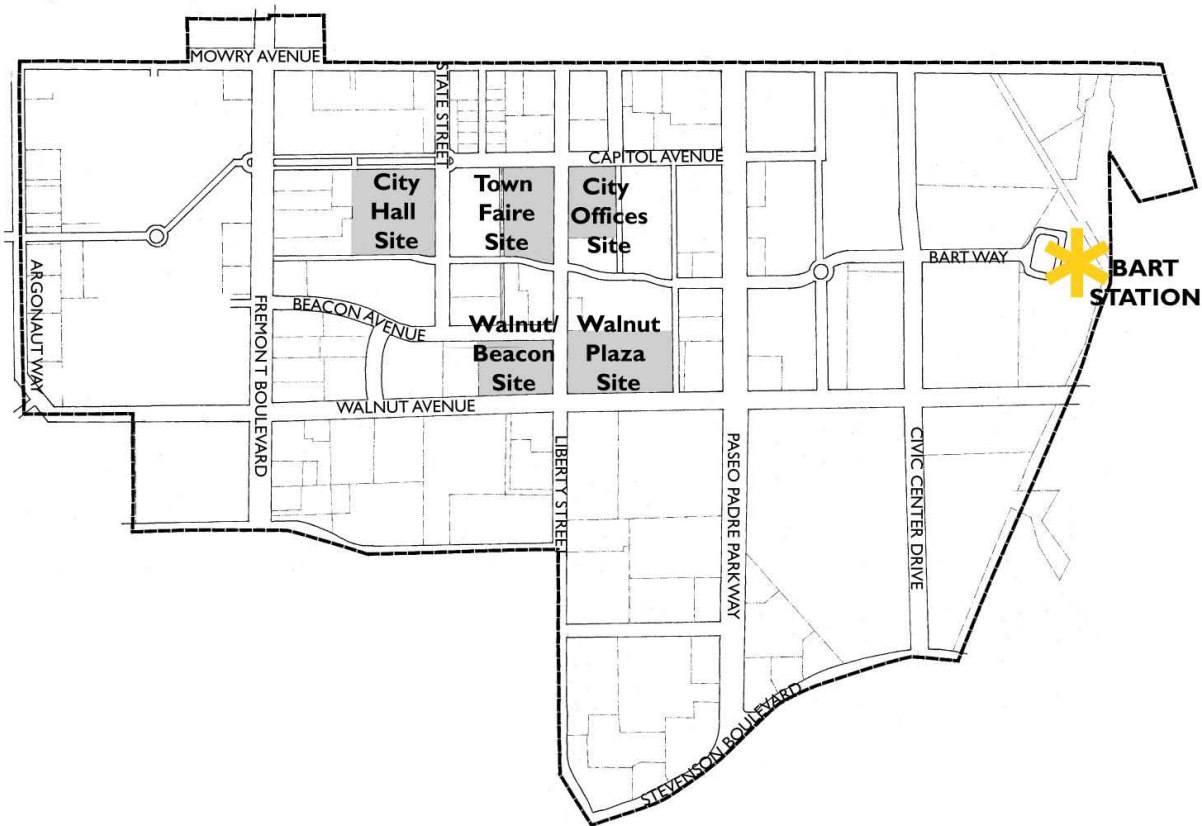 MOWRY AVENUE
STATE STREET
CAPITOL AVENUE
City
Hall
Site
Town
Faire
Site
City
Offices
Site
BART WAY
BART
STATION
ARGONAUT WAY
FREMONT BOULEVARD
BEACON AVENUE
Walnut/
Beacon
Site
Walnut
Plaza
Site
WALNUT AVENUE
LIBERTY STREET
PASEO PADRE PARKWAY
CIVIC CENTER DRIVE
STEVENSON BOULEVARD